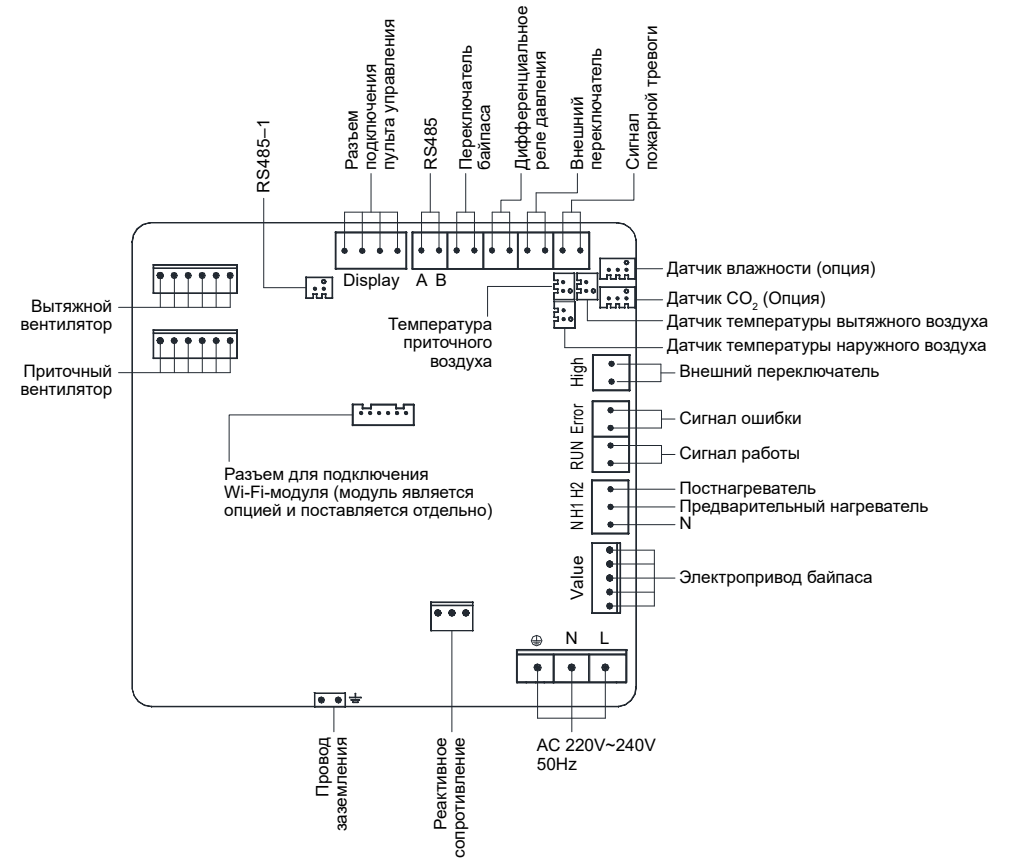 RS485–1
Разъем
подключения
пульта управления
RS485
Переключатель
байпаса
Дифференциальное
реле давления
Внешний
переключатель
Сигнал
пожарной тревоги
Display
A B
Вытяжной
вентилятор
Приточный
вентилятор
Температура
приточного
воздуха
Датчик влажности (опция)
Датчик CO2 (Опция)
Датчик температуры вытяжного воздуха
Датчик температуры наружного воздуха
High
Внешний переключатель
Error
Сигнал ошибки
RUN
Сигнал работы
N H1 H2
Постнагреватель
Предварительный нагреватель
N
Разъем для подключения
Wi-Fi-модуля (модуль является
опцией и поставляется отдельно)
Value
Электропривод байпаса
N L
AC 220V~240V
50Hz
Провод
заземления
Реактивное
сопротивление